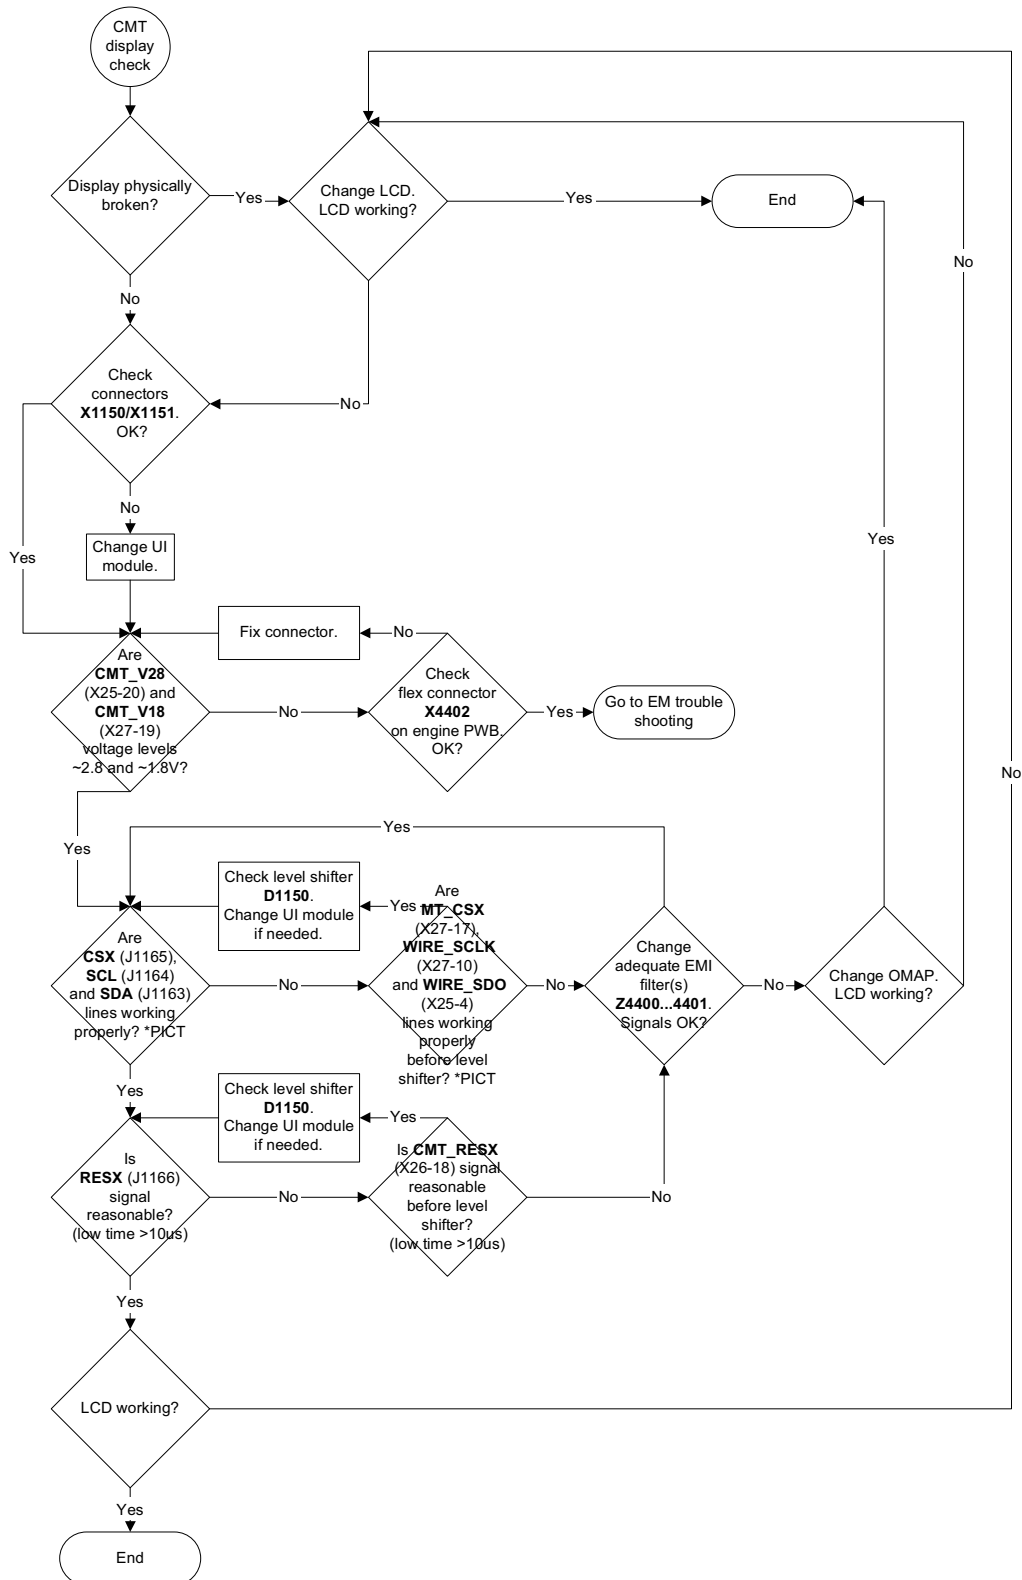 CMT
display
check
Display physically
broken?
Yes
Change LCD.
LCD working?
Yes
End
No
No
Check
connectors
X1150/X1151.
OK?
No
No
Change UI
module.
Yes
Yes
Fix connector.
No
Are
CMT_V28
(X25-20) and
CMT_V18
(X27-19)
voltage levels
~2.8 and ~1.8V?
No
Check
flex connector
X4402
on engine PWB.
OK?
Yes
Go to EM trouble
shooting
No
Yes
Yes
Check level shifter
D1150.
Change UI module
if needed.
Yes
Are
CSX (J1165),
SCL (J1164)
and SDA (J1163)
lines working
properly? *PICT
No
Are
MT_CSX
(X27-17),
WIRE_SCLK
(X27-10)
and WIRE_SDO
(X25-4)
lines working
properly
before level
shifter? *PICT
No
Change
adequate EMI
filter(s)
Z4400...4401.
Signals OK?
No
Change OMAP.
LCD working?
Yes
Check level shifter
D1150.
Change UI module
if needed.
Yes
Is
RESX (J1166)
signal
reasonable?
(low time >10us)
No
Is CMT_RESX
(X26-18) signal
reasonable
before level
shifter?
(low time >10us)
No
Yes
LCD working?
Yes
End